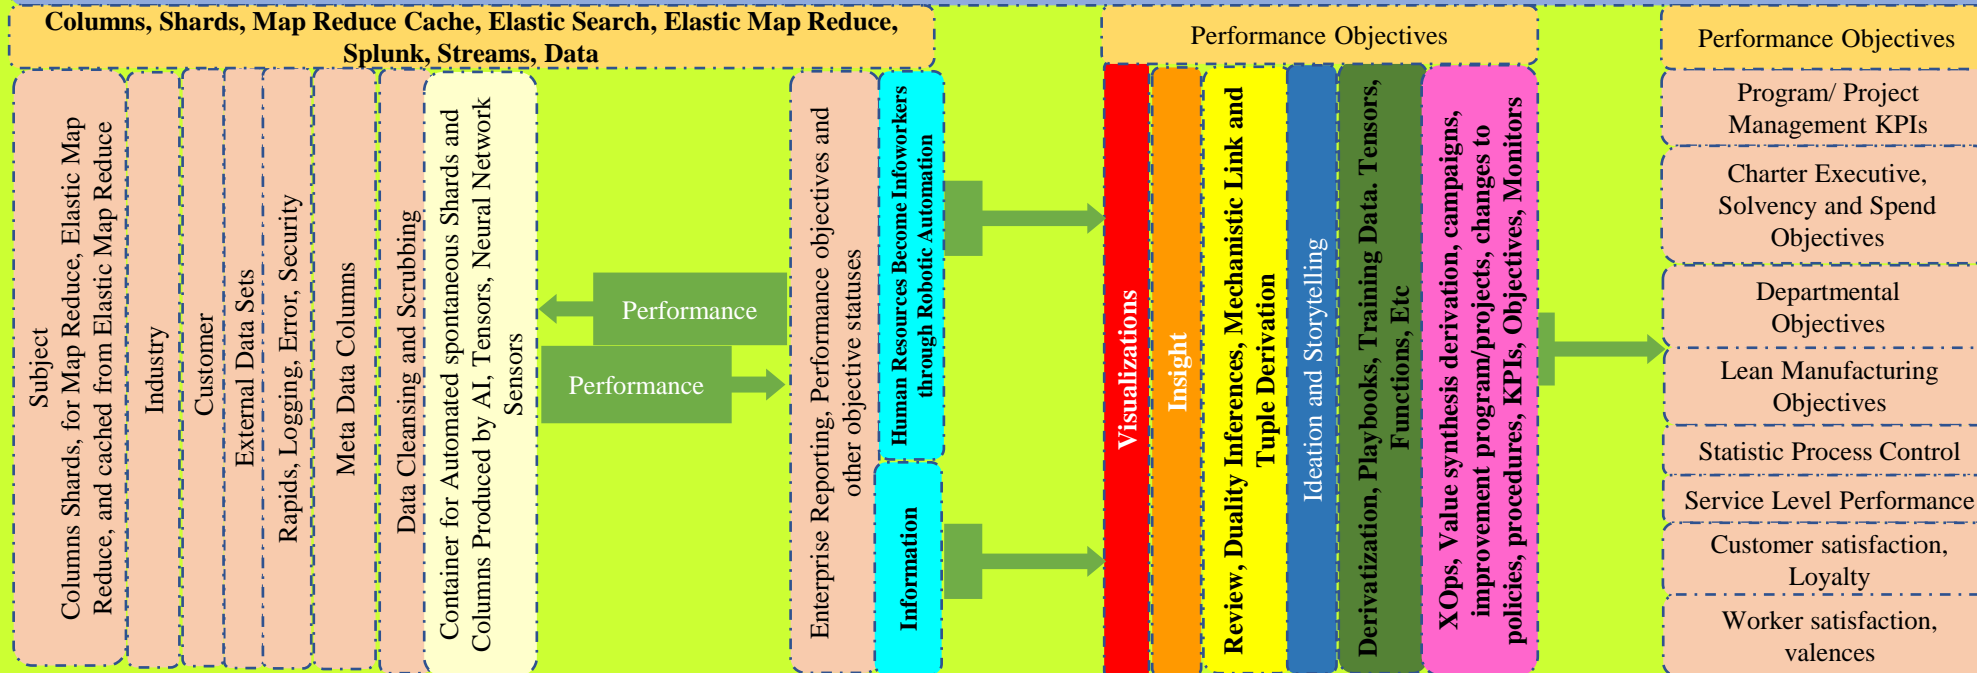 Columns, Shards, Map Reduce Cache, Elastic Search, Elastic Map Reduce,
Splunk, Streams, Data
Subject
Columns Shards, for Map Reduce, Elastic Map
Reduce, and cached from Elastic Map Reduce
Industry
Customer
External Data Sets
Rapids, Logging, Error, Security
Meta Data Columns
Data Cleansing and Scrubbing
Container for Automated spontaneous Shards and
Columns Produced by AI, Tensors, Neural Network
Sensors
Performance
Performance
Enterprise Reporting, Performance objectives and
other objective statuses
Human Resources Become Infoworkers
through Robotic Automation
Information
Performance Objectives
Visualizations
Insight
Review, Duality Inferences, Mechanistic Link and
Tuple Derivation
Ideation and Storytelling
Derivation, Playbooks, Training Data. Tensors,
Functions, Etc
XOps, Value synthesis derivation, campaigns,
improvement program/projects, changes to
policies, procedures, KPIs, Objectives, Monitors
Performance Objectives
Program/ Project
Management KPIs
Charter Executive,
Solvency and Spend
Objectives
Departmental
Objectives
Lean Manufacturing
Objectives
Statistic Process Control
Service Level Performance
Customer satisfaction,
Loyalty
Worker satisfaction,
valences